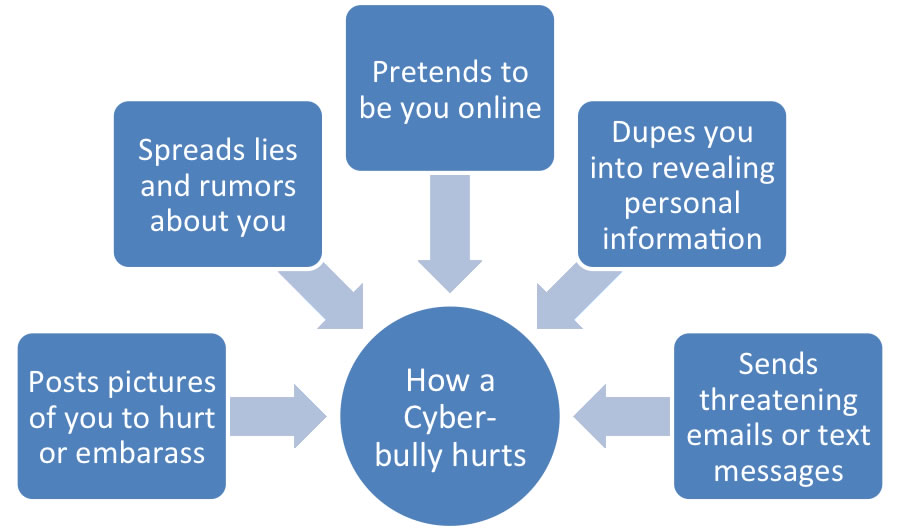 Pretends to
be you online
Spreads lies
and rumors
about you
Dupes you
into revealing
personal
information
Posts pictures
of you to hurt
or embarass
How a
Cyber-
bully hurts
Sends
threatening
emails or text
messages